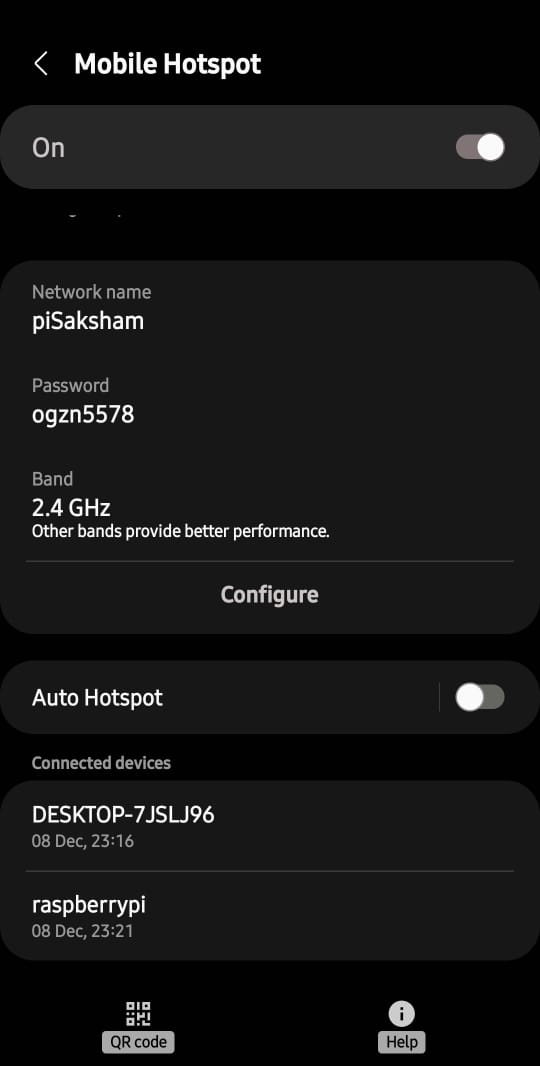 Mobile Hotspot
On
Network name
piSaksham
Password
ogzn5578
Band
2.4 GHz
Other bands provide better performance.
Configure
Auto Hotspot
Connected devices
DESKTOP-7JSLJ96
08 Dec, 23:16
raspberrypi
08 Dec, 23:21
QR code
Help